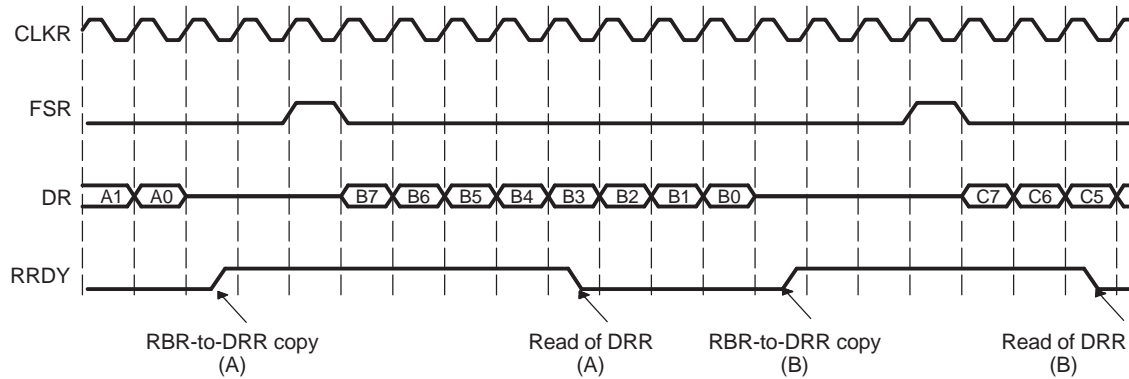 CLKR
FSR
DR A1 A0 B7 B6 B5 B4 B3 B2 B1 B0 C7 C6 C5
RRDY
RBR-to-DRR copy Read of DRR RBR-to-DRR copy Read of DRR
(A) (A) (B) (B)